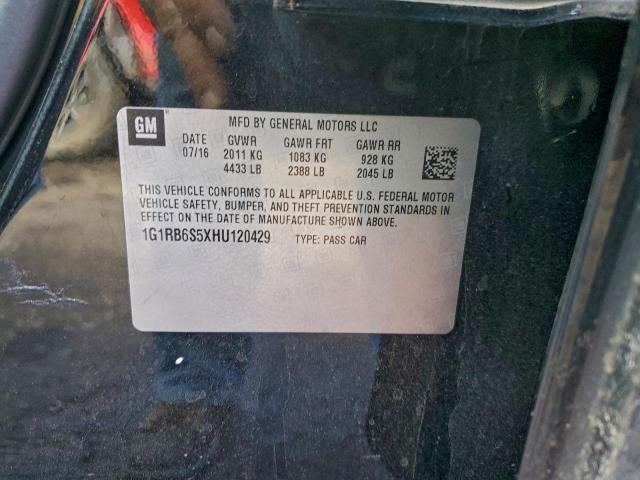 GM
MFD BY GENERAL MOTORS LLC
DATE GVWR GAWR FRT GAWR RR
07/16 2011 KG 1083 KG 928 KG
4433 LB 2388 LB 2045 LB
THIS VEHICLE CONFORMS TO ALL APPLICABLE U.S. FEDERAL MOTOR
VEHICLE SAFETY, BUMPER, AND THEFT PREVENTION STANDARDS IN
EFFECT ON THE DATE OF MANUFACTURE SHOWN ABOVE.
1G1RB6S5XHU120429 TYPE: PASS CAR